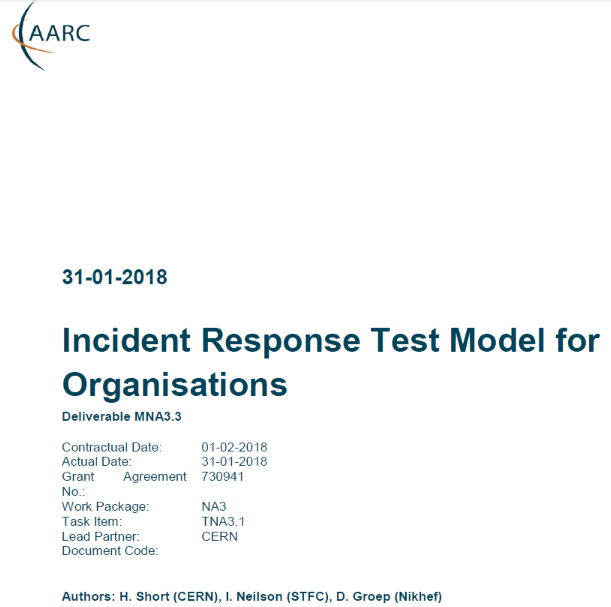 AARC
31-01-2018
Incident Response Test Model for
Organisations
Deliverable MNA3.3
Contractual Date: 01-02-2018
Actual Date: 31-01-2018
Grant Agreement 730941
No.:
Work Package: NA3
Task Item: TNA3.1
Lead Partner: CERN
Document Code:
Authors: H. Short (CERN), I. Neilson (STFC), D. Groep (Nikhef)